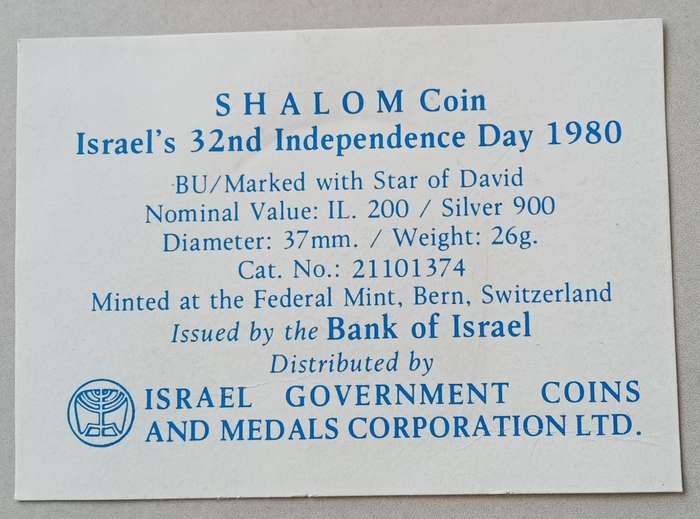 SHALOM Coin
Israel's 32nd Independence Day 1980
BU/Marked with Star of David
Nominal Value: IL. 200 / Silver 900
Diameter: 37mm. / Weight: 26g.
Cat. No.: 21101374
Minted at the Federal Mint, Bern, Switzerland
Issued by the Bank of Israel
Distributed by
ISRAEL GOVERNMENT COINS
AND MEDALS CORPORATION LTD.